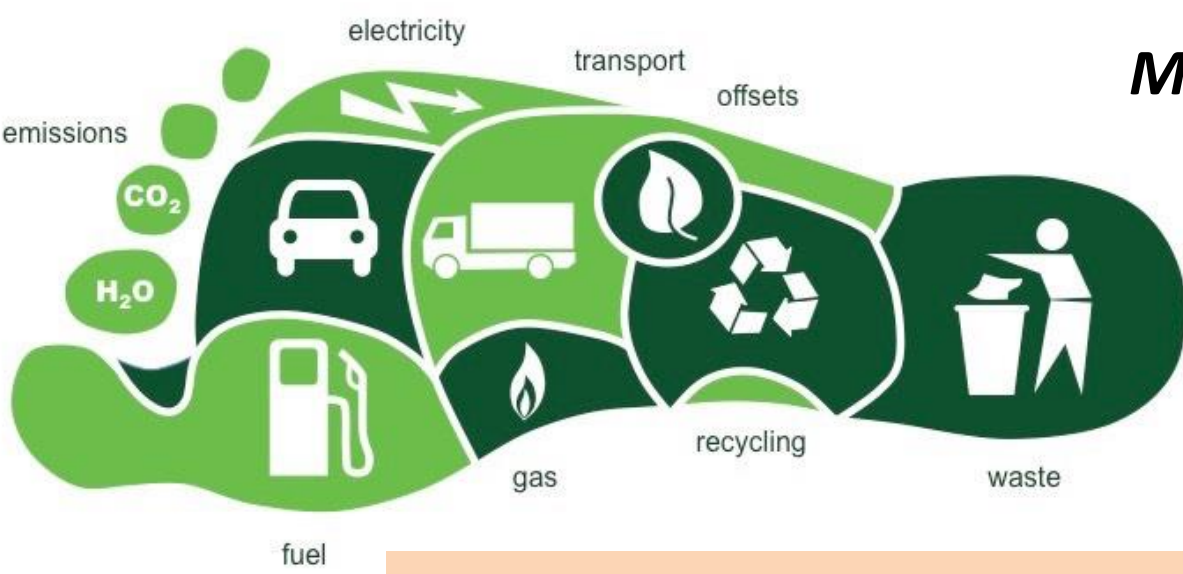 electricity
transport
M
offsets
emissions
CO₂
H₂O
recycling
gas
waste
fuel